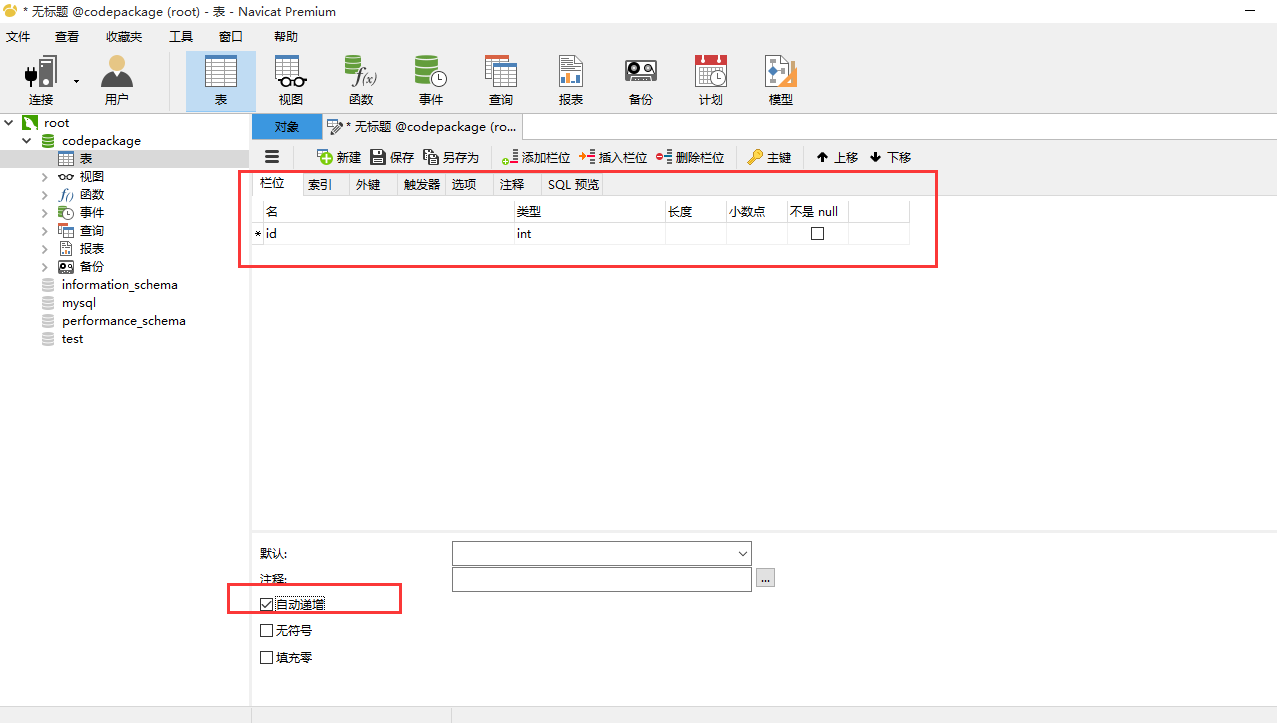 * 无标题 @codepackage (root) - 表 - Navicat Premium
文件 查看 收藏夹 工具 窗口 帮助
连接 用户 表 视图 函数 事件 查询 报表 备份 计划 模型
root
codepackage
表
视图
函数
事件
查询
报表
备份
information_schema
mysql
performance_schema
test
对象 * 无标题 @codepackage (ro...
新建 保存 另存为 添加栏位 插入栏位 删除栏位 主键 上移 下移
栏位 索引 外键 触发器 选项 注释 SQL 预览
名 类型 长度 小数点 不是 null
* id int
默认:
注释: ...
自动递增
无符号
填充零